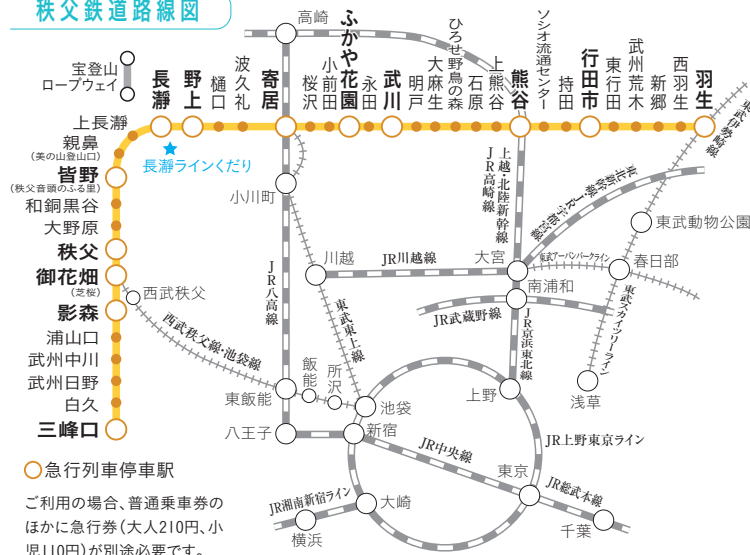 秩父鉄道路線図
高崎
宝登山
ロープウェイ
長瀞
野上
樋口
波久礼
寄居
桜沢
小前田
ふかや花園
永田
武川
明戸
大麻生
ひろせ野鳥の森
石原
上熊谷
熊谷
ソシオ流通センター
持田
行田市
東行田
武州荒木
新郷
西羽生
羽生
上長瀞
親鼻
(美の山登山口)
皆野
(秩父音頭のふる里)
和銅黒谷
大野原
秩父
御花畑
(芝桜)
影森
浦山口
武州中川
武州日野
白久
三峰口
★
長瀞ラインくだり
小川町
川越
JR川越線
大宮
上越・北陸新幹線
JR高崎線
東北新幹線
JR宇都宮線
東武伊勢崎線
東武動物公園
東武アーバンパークライン
春日部
南浦和
JR武蔵野線
JR京浜東北線
東武スカイツリーライン
浅草
西武秩父
西武秩父線・池袋線
JR八高線
東武東上線
飯能
所沢
東飯能
池袋
上野
八王子
新宿
JR中央線
JR上野東京ライン
東京
JR総武本線
千葉
JR湘南新宿ライン
大崎
横浜
急行列車停車駅
ご利用の場合、普通乗車券の
ほかに急行券(大人210円、小
児110円)が別途必要です。